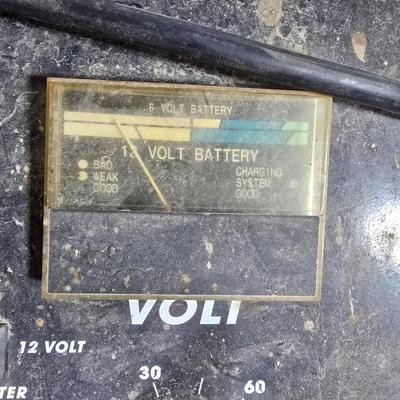 6 VOLT BATTERY
12 VOLT BATTERY
BAD
WEAK
GOOD
CHARGING
SYSTEM
GOOD
VOLT
12 VOLT
TER
30
60